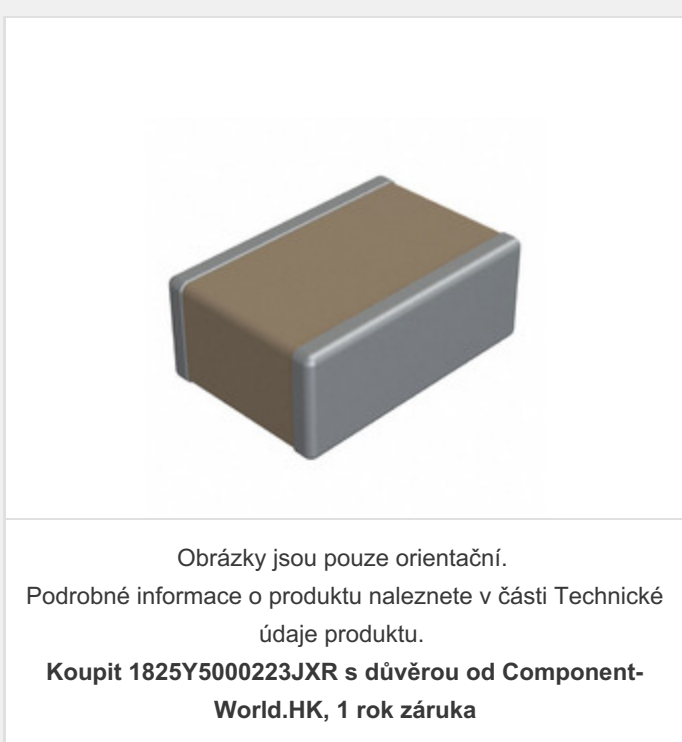 Obrázky jsou pouze orientační.
Podrobné informace o produktu naleznete v části Technické
údaje produktu.
Koupit 1825Y5000223JXR s důvěrou od Component-
World.HK, 1 rok záruka